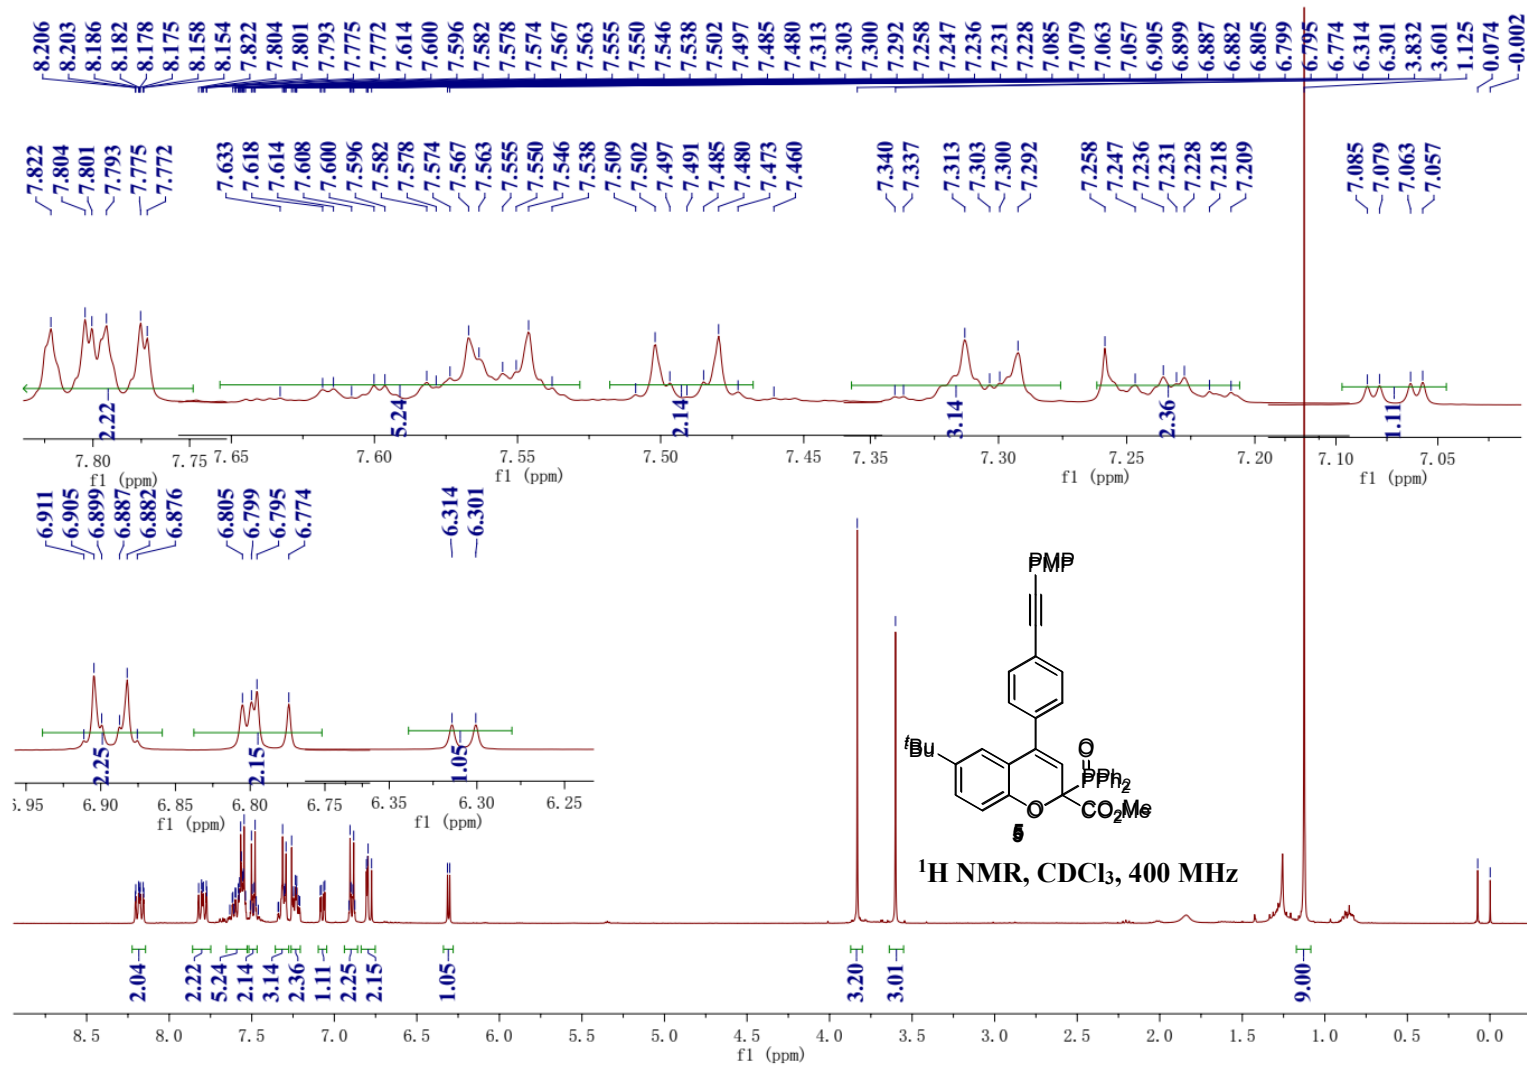 8.206 8.203 8.186 8.182 8.178 8.175 8.158 8.154 7.822 7.804 7.801 7.793 7.775 7.772 7.614 7.600 7.596 7.582 7.578 7.574 7.567 7.563 7.555 7.550 7.546 7.538 7.502 7.497 7.485 7.480 7.313 7.303 7.300 7.292 7.247 7.236 7.231 7.228 7.085 7.079 7.063 7.057 6.905 6.899 6.887 6.882 6.805 6.799 6.795 6.774 6.314 6.301 3.832 3.601 1.125 0.074 -0.002
7.822 7.804 7.801 7.793 7.775 7.772 7.633 7.618 7.614 7.608 7.600 7.596 7.582 7.578 7.574 7.567 7.563 7.555 7.550 7.546 7.538 7.509 7.502 7.497 7.491 7.485 7.480 7.473 7.460 7.340 7.337 7.313 7.303 7.300 7.292 7.258 7.247 7.236 7.231 7.228 7.218 7.209 7.085 7.079 7.063 7.057
2.22 5.24 2.14 3.14 2.36 1.11
7.80 7.75 7.65 7.60 7.55 7.50 7.45 7.35 7.30 7.25 7.20 7.10 7.05
f1 (ppm) f1 (ppm) f1 (ppm) f1 (ppm)
6.911 6.905 6.899 6.887 6.882 6.876 6.805 6.799 6.795 6.774 6.314 6.301
2.25 2.15 1.05
6.90 6.85 6.80 6.75 6.35 6.30 6.25
f1 (ppm) f1 (ppm)
PMP
tBu
O
PPh2
O
CO2Me
5
1H NMR, CDCl3, 400 MHz
2.04 2.22 5.24 2.14 3.14 2.36 1.11 2.25 2.15 1.05 3.20 3.01 9.00
8.5 8.0 7.5 7.0 6.5 6.0 5.5 5.0 4.5 4.0 3.5 3.0 2.5 2.0 1.5 1.0 0.5 0.0
f1 (ppm)